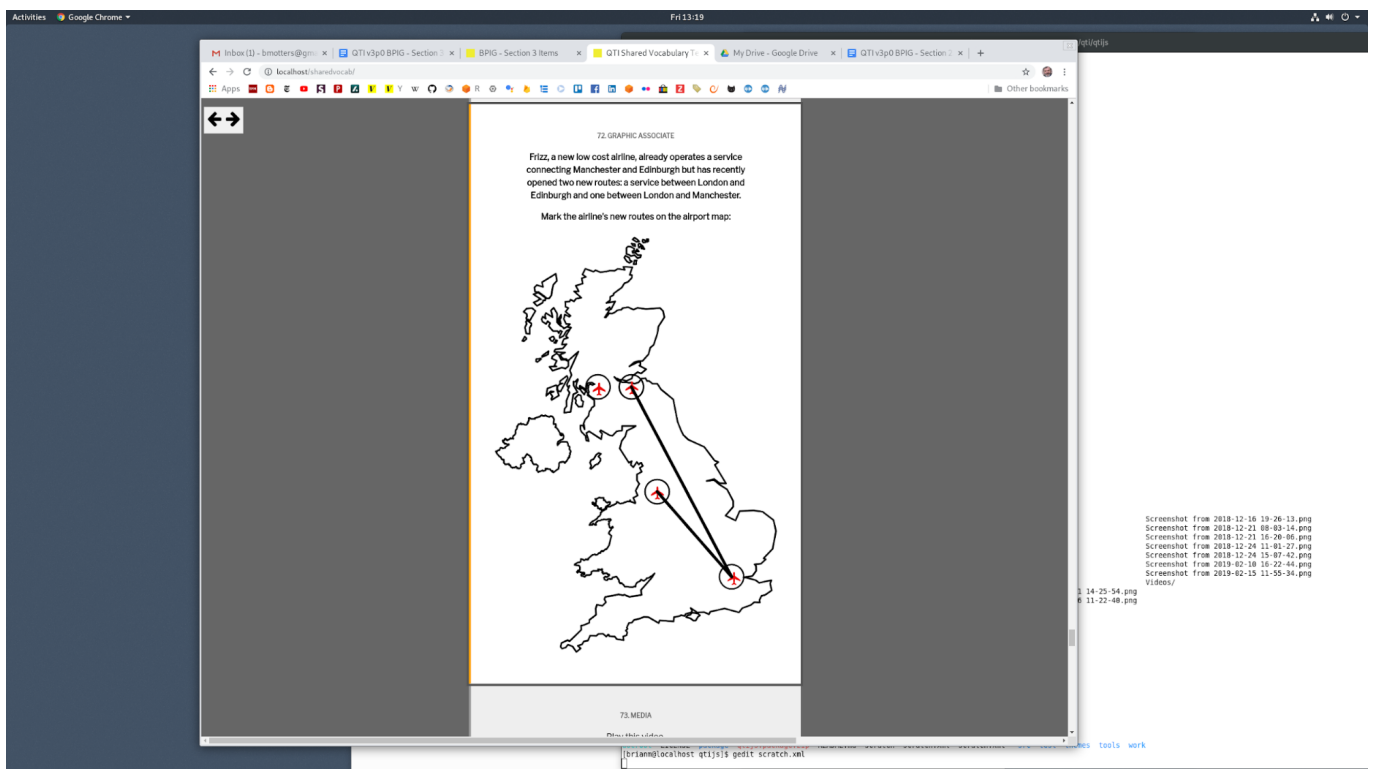 Activities
Google Chrome
Fri 13:19
/qti/qtijs
Inbox (1) - bmotters@gm
QTI v3p0 BPIG - Section
BPIG - Section 3 Items
QTI Shared Vocabulary Te
My Drive - Google Drive
QTI v3p0 BPIG - Section
localhost/sharedvocab/
Apps
Y
W
R
Other bookmarks
72. GRAPHIC ASSOCIATE
Frizz, a new low cost airline, already operates a service
connecting Manchester and Edinburgh but has recently
opened two new routes: a service between London and
Edinburgh and one between London and Manchester.
Mark the airline's new routes on the airport map:
Screenshot from 2018-12-16 19-26-13.png
Screenshot from 2018-12-21 08-03-14.png
Screenshot from 2018-12-21 16-20-06.png
Screenshot from 2018-12-24 11-01-27.png
Screenshot from 2018-12-24 15-07-42.png
Screenshot from 2019-02-10 16-22-44.png
Screenshot from 2019-02-15 11-55-34.png
Videos/
1 14-25-54.png
6 11-22-40.png
73. MEDIA
Play this video
tools work
[brianm@localhost qtijs]$ gedit scratch.xml